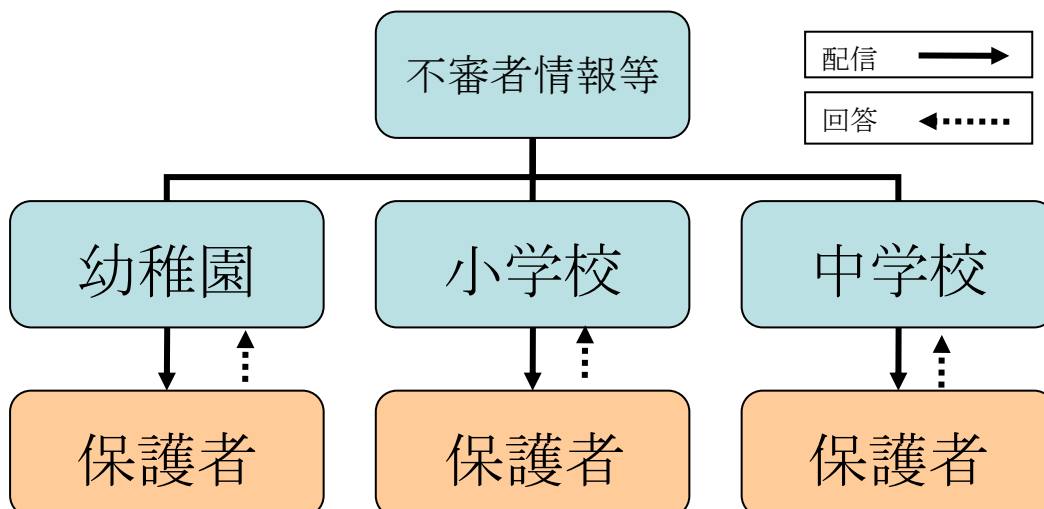 不審者情報等
配信
回答
幼稚園
小学校
中学校
保護者
保護者
保護者